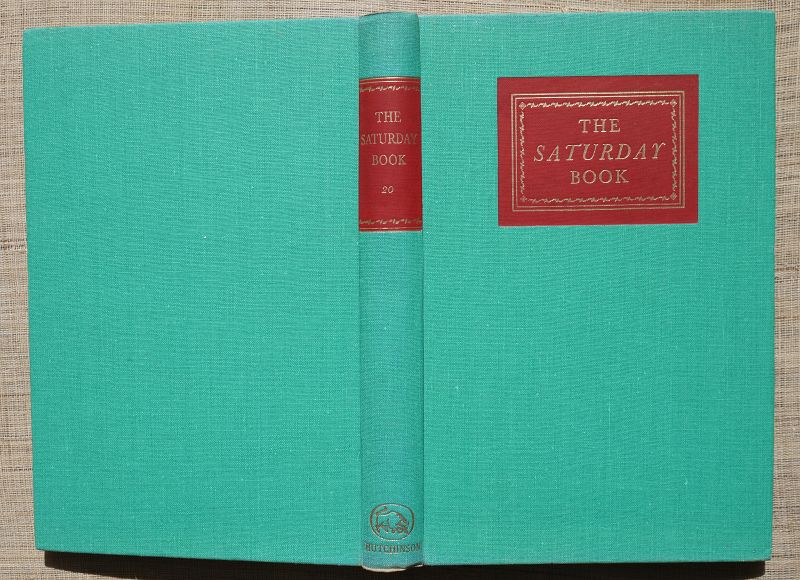 THE
SATURDAY
BOOK
20
HUTCHINSON
THE
SATURDAY
BOOK